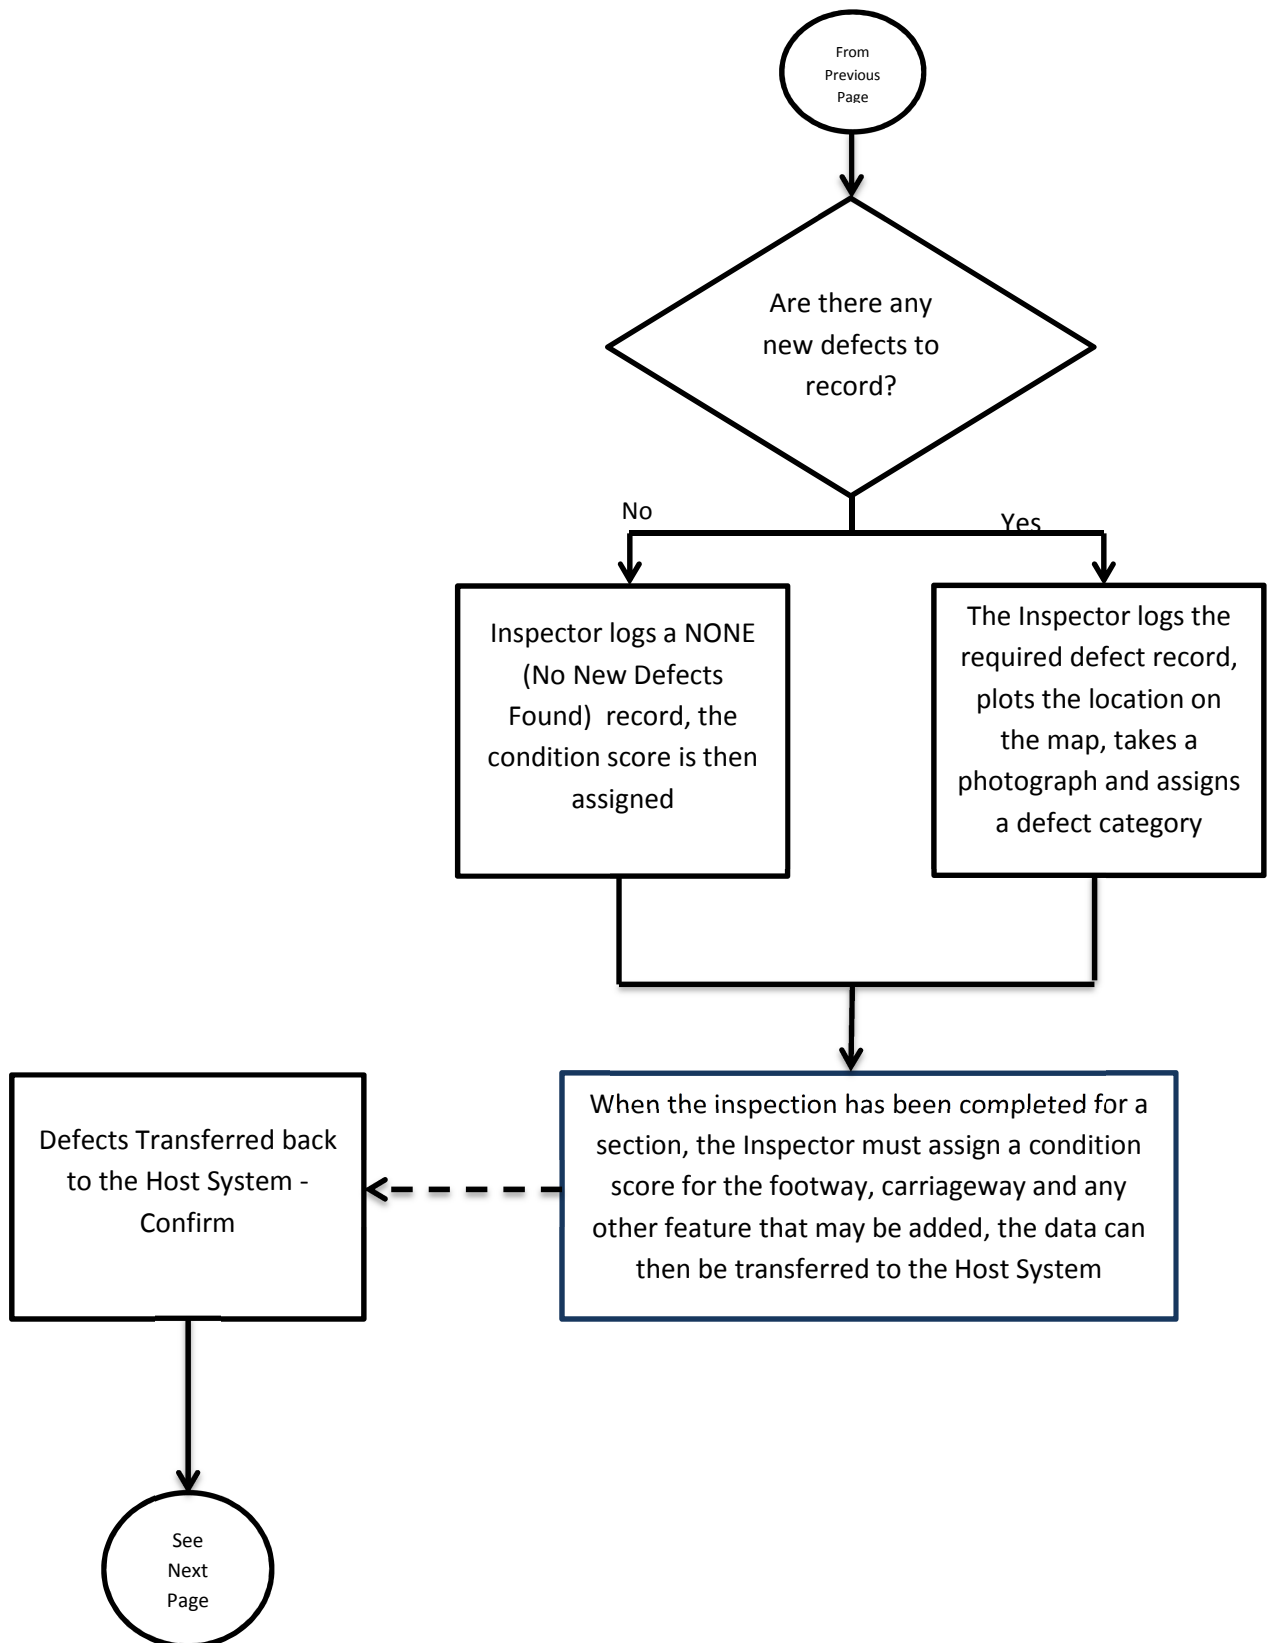 From
Previous
Page
Are there any
new defects to
record?
No
Yes
Inspector logs a NONE
(No New Defects
Found)  record, the
condition score is then
assigned
The Inspector logs the
required defect record,
plots the location on
the map, takes a
photograph and assigns
a defect category
When the inspection has been completed for a
section, the Inspector must assign a condition
score for the footway, carriageway and any
other feature that may be added, the data can
then be transferred to the Host System
Defects Transferred back
to the Host System -
Confirm
See
Next
Page